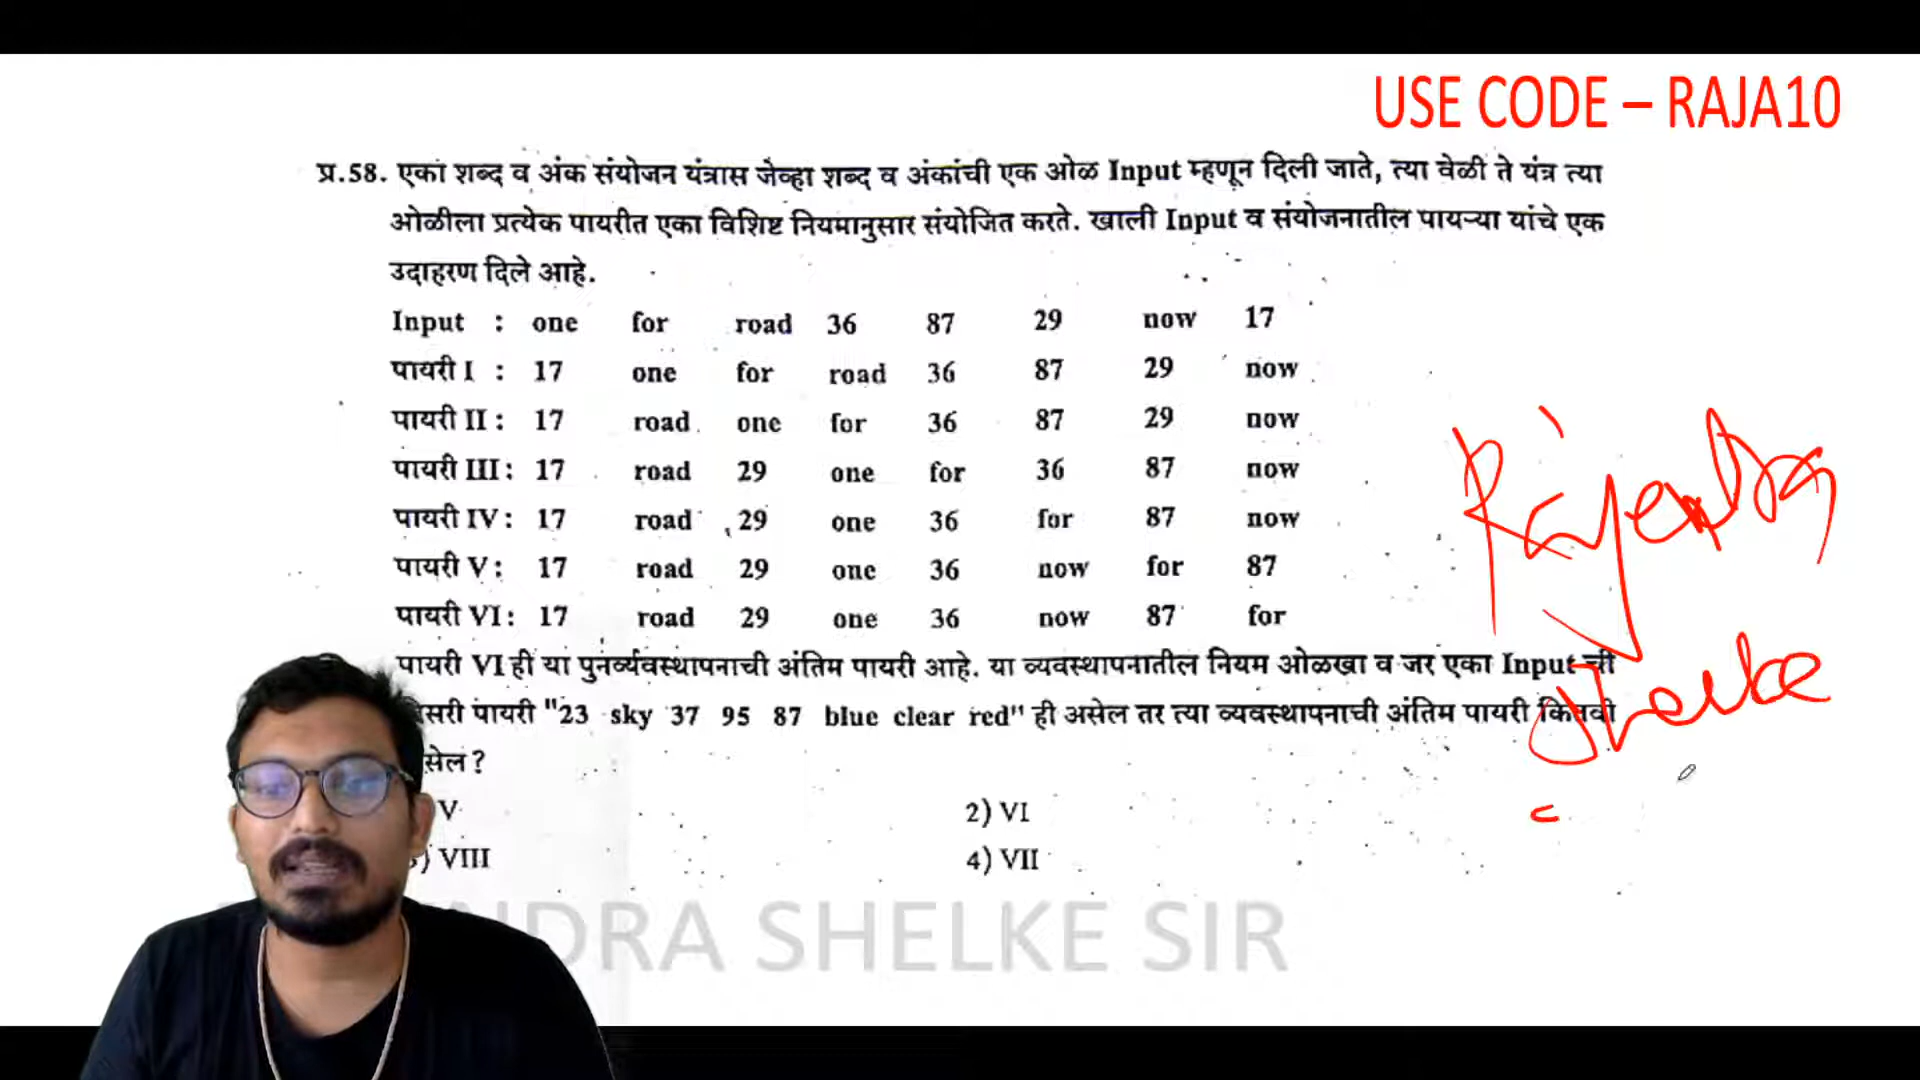 USE CODE – RAJA10
प्र.58. एका शब्द व अंक संयोजन यंत्रास जेव्हा शब्द व अंकांची एक ओळ Input म्हणून दिली जाते, त्या वेळी ते यंत्र त्या
ओळीला प्रत्येक पायरीत एका विशिष्ट नियमानुसार संयोजित करते. खाली Input व संयोजनातील पायऱ्या यांचे एक
उदाहरण दिले आहे.
Input : one for road 36 87 29 now 17
पायरी I : 17 one for road 36 87 29 now
पायरी II : 17 road one for 36 87 29 now
पायरी III : 17 road 29 one for 36 87 now
पायरी IV : 17 road 29 one 36 for 87 now
पायरी V : 17 road 29 one 36 now for 87
पायरी VI : 17 road 29 one 36 now 87 for
पायरी VI ही या पुनर्व्यवस्थापनाची अंतिम पायरी आहे. या व्यवस्थापनातील नियम ओळखा व जर एका Input ची
सरी पायरी "23 sky 37 95 87 blue clear red" ही असेल तर त्या व्यवस्थापनाची अंतिम पायरी कितवी
सेल ?
V 2) VI
) VIII 4) VII
NDRA SHELKE SIR
Rajendra
Shelke